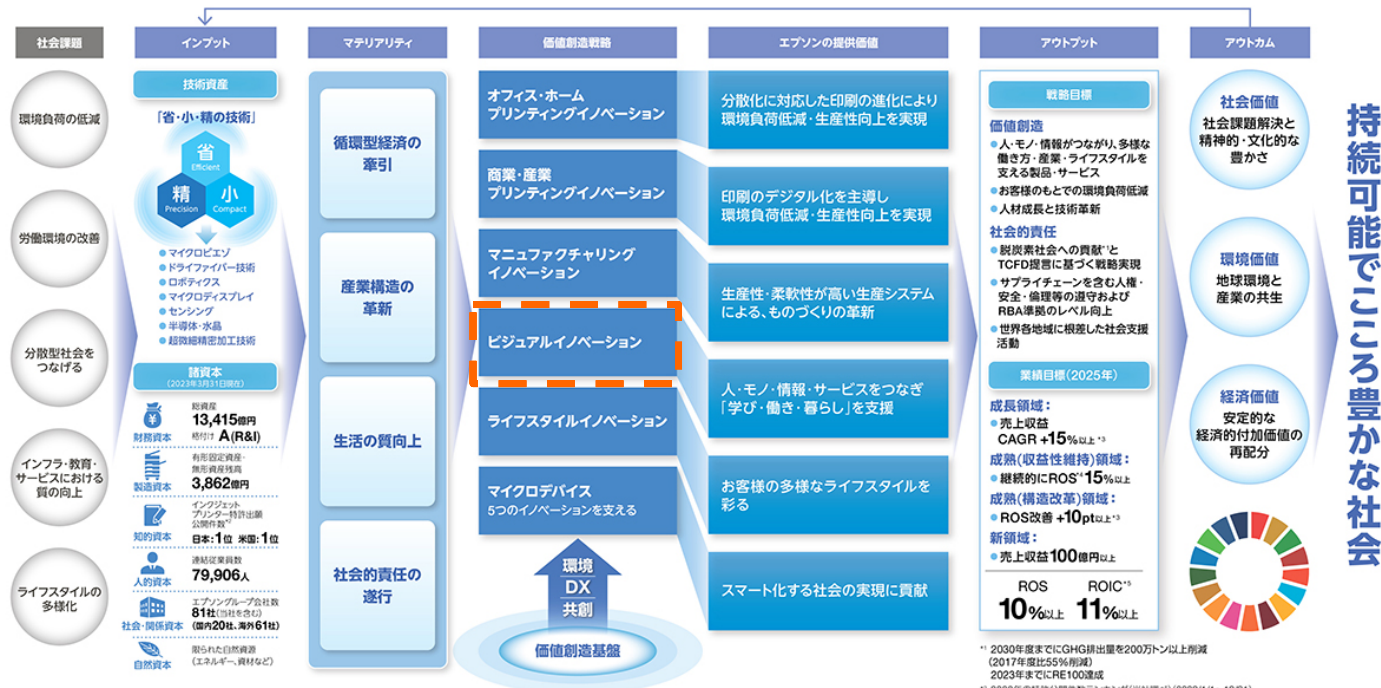 社会課題
環境負荷の低減
労働環境の改善
分散型社会を
つなげる
インフラ・教育・
サービスにおける
質の向上
ライフスタイルの
多様化
インプット
技術資産
「省・小・精の技術」
省
Efficient
精
Precision
小
Compact
●マイクロピエゾ
●ドライファイバー技術
●ロボティクス
●マイクロディスプレイ
●センシング
●半導体・水晶
●超微細精密加工技術
諸資本
(2023年3月31日現在)
財務資本
総資産
13,415億円
格付け A(R&I)
製造資本
有形固定資産・
無形資産残高
3,862億円
知的資本
インクジェット
プリンター特許出願
公開件数*2
日本:1位 米国:1位
人的資本
連結従業員数
79,906人
社会・関係資本
エプソングループ会社数
81社(当社を含む)
(国内20社、海外61社)
自然資本
限られた自然資源
(エネルギー、資材など)
マテリアリティ
循環型経済の
牽引
産業構造の
革新
生活の質向上
社会的責任の
遂行
価値創造戦略
オフィス・ホーム
プリンティングイノベーション
商業・産業
プリンティングイノベーション
マニュファクチャリング
イノベーション
ビジュアルイノベーション
ライフスタイルイノベーション
マイクロデバイス
5つのイノベーションを支える
環境
DX
共創
価値創造基盤
エプソンの提供価値
分散化に対応した印刷の進化により
環境負荷低減・生産性向上を実現
印刷のデジタル化を主導し
環境負荷低減・生産性向上を実現
生産性・柔軟性が高い生産システム
による、ものづくりの革新
人・モノ・情報・サービスをつなぎ
「学び・働き・暮らし」を支援
お客様の多様なライフスタイルを
彩る
スマート化する社会の実現に貢献
アウトプット
戦略目標
価値創造
●人・モノ・情報がつながり、多様な
働き方・産業・ライフスタイルを
支える製品・サービス
●お客様のもとでの環境負荷低減
●人材成長と技術革新
社会的責任
●脱炭素社会への貢献*1と
TCFD提言に基づく戦略実現
●サプライチェーンを含む人権・
安全・倫理等の遵守および
RBA準拠のレベル向上
●世界各地域に根差した社会支援
活動
業績目標(2025年)
成長領域:
●売上収益
CAGR +15%以上*3
成熟(収益性維持)領域:
●継続的にROS*4 15%以上
成熟(構造改革)領域:
●ROS改善 +10pt以上*3
新領域:
●売上収益100億円以上
ROS
10%以上
ROIC*5
11%以上
*1 2030年度までにGHG排出量を200万トン以上削減
(2017年度比55%削減)
2023年までにRE100達成
アウトカム
社会価値
社会課題解決と
精神的・文化的な
豊かさ
環境価値
地球環境と
産業の共生
経済価値
安定的な
経済的付加価値の
再配分
持続可能でこころ豊かな社会